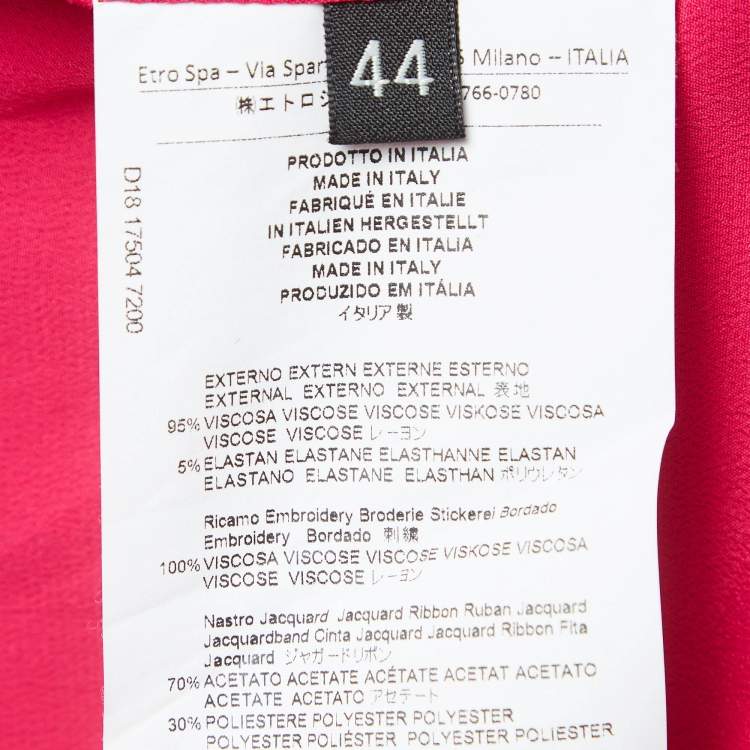 44
Etro Spa – Via Milano – ITALIA
㈱エトロジ 766-0780
D18 17504 7200
PRODOTTO IN ITALIA
MADE IN ITALY
FABRIQUÉ EN ITALIE
IN ITALIEN HERGESTELLT
FABRICADO EN ITALIA
MADE IN ITALY
PRODUZIDO EM ITÁLIA
イタリア製
EXTERNO EXTERN EXTERNE ESTERNO
EXTERNAL EXTERNO EXTERNAL 表地
95% VISCOSA VISCOSE VISCOSE VISKOSE VISCOSA
VISCOSE VISCOSE レーヨン
5% ELASTAN ELASTANE ELASTHANNE ELASTAN
ELASTANO ELASTANE ELASTHAN ポリウレタン
Ricamo Embroidery Broderie Stickerei Bordado
Embroidery Bordado 刺繍
100% VISCOSA VISCOSE VISCOSE VISKOSE VISCOSA
VISCOSE VISCOSE レーヨン
Nastro Jacquard Jacquard Ribbon Ruban Jacquard
Jacquardband Cinta Jacquard Jacquard Ribbon Fita
Jacquard ジャガードリボン
70% ACETATO ACETATE ACÉTATE ACETAT ACETATO
ACETATE ACETATO アセテート
30% POLIESTERE POLYESTER POLYESTER
POLYESTER POLIÉSTER POLYESTER POLIESTER